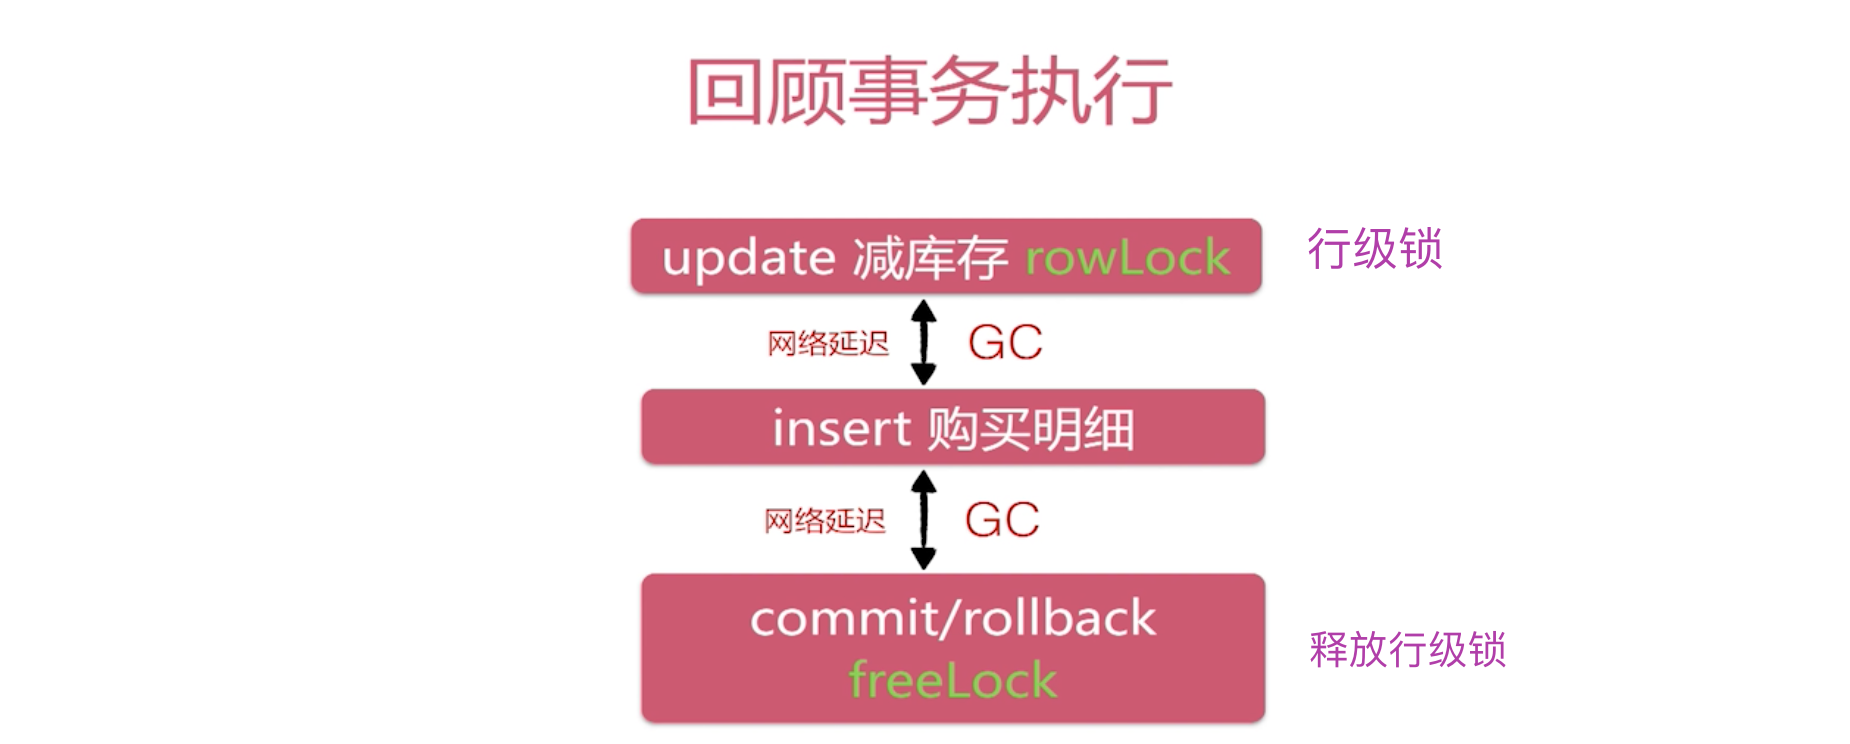 回顾事务执行
update 减库存 rowLock 行级锁
网络延迟 GC
insert 购买明细
网络延迟 GC
commit/rollback
freeLock
释放行级锁